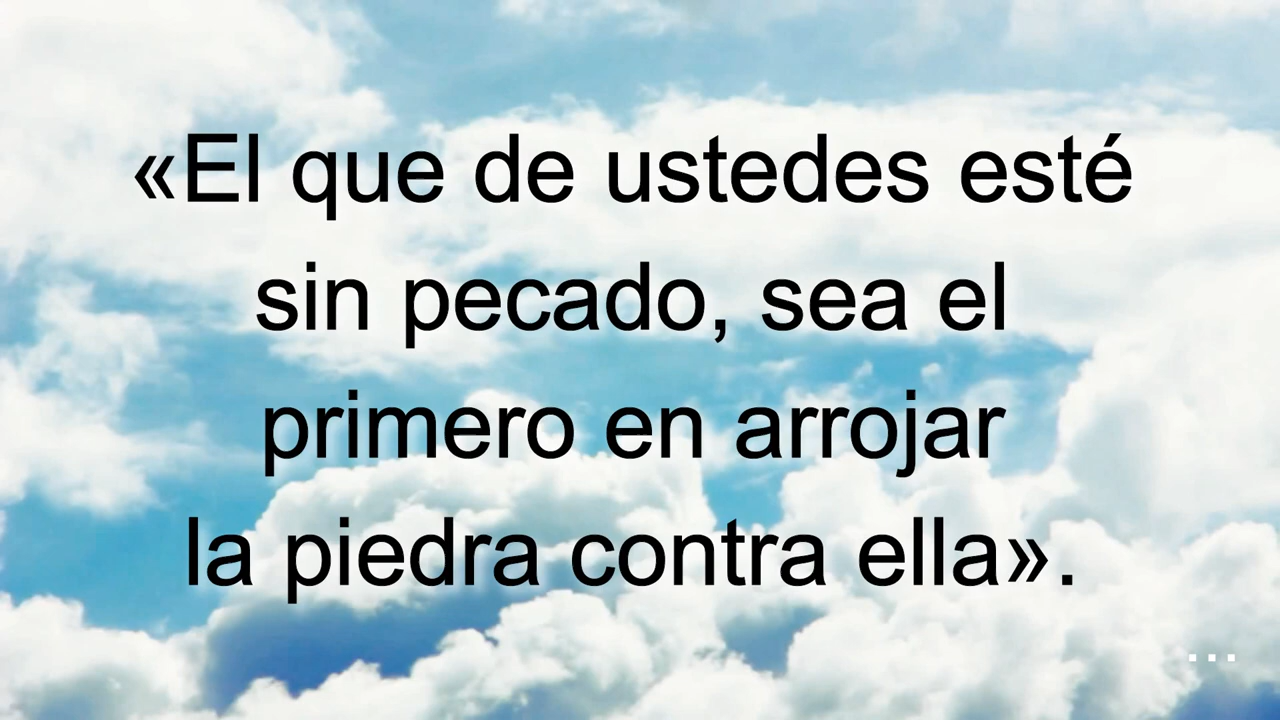 «El que de ustedes esté
sin pecado, sea el
primero en arrojar
la piedra contra ella».
...